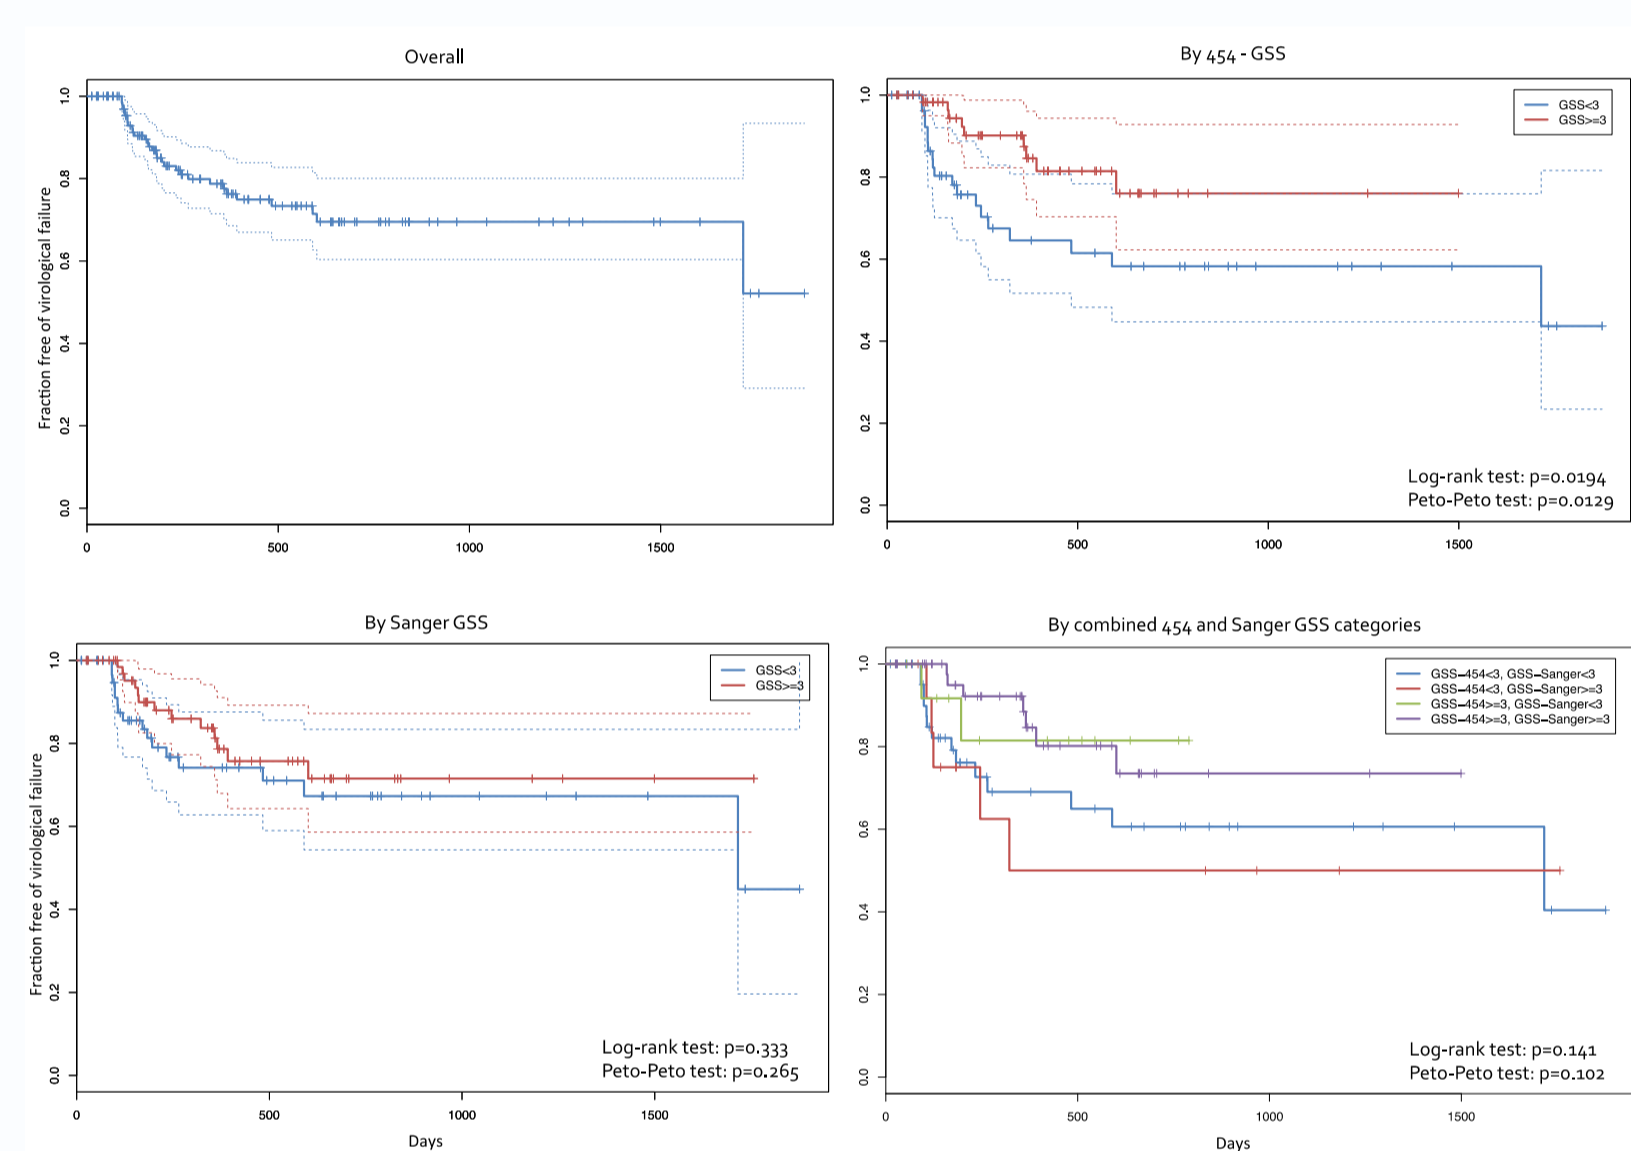 Overall
Fraction free of virological failure
1.0
0.8
0.6
0.4
0.2
0.0
0 500 1000 1500
By 454 - GSS
GSS<3
GSS>=3
1.0
0.8
0.6
0.4
0.2
0.0
Log-rank test: p=0.0194
Peto-Peto test: p=0.0129
0 500 1000 1500
By Sanger GSS
GSS<3
GSS>=3
Fraction free of virological failure
1.0
0.8
0.6
0.4
0.2
0.0
Log-rank test: p=0.333
Peto-Peto test: p=0.265
0 500 1000 1500
Days
By combined 454 and Sanger GSS categories
GSS–454<3, GSS–Sanger<3
GSS–454<3, GSS–Sanger>=3
GSS–454>=3, GSS–Sanger<3
GSS–454>=3, GSS–Sanger>=3
1.0
0.8
0.6
0.4
0.2
0.0
Log-rank test: p=0.141
Peto-Peto test: p=0.102
0 500 1000 1500
Days